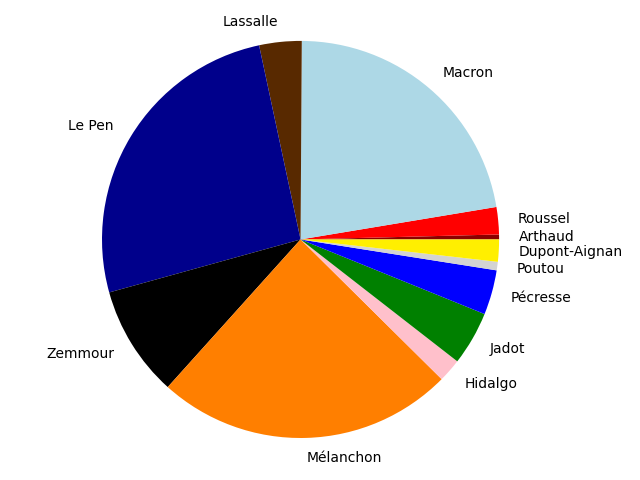 Lassalle
Macron
Le Pen
Roussel
Arthaud
Dupont-Aignan
Poutou
Pécresse
Jadot
Zemmour
Hidalgo
Mélanchon